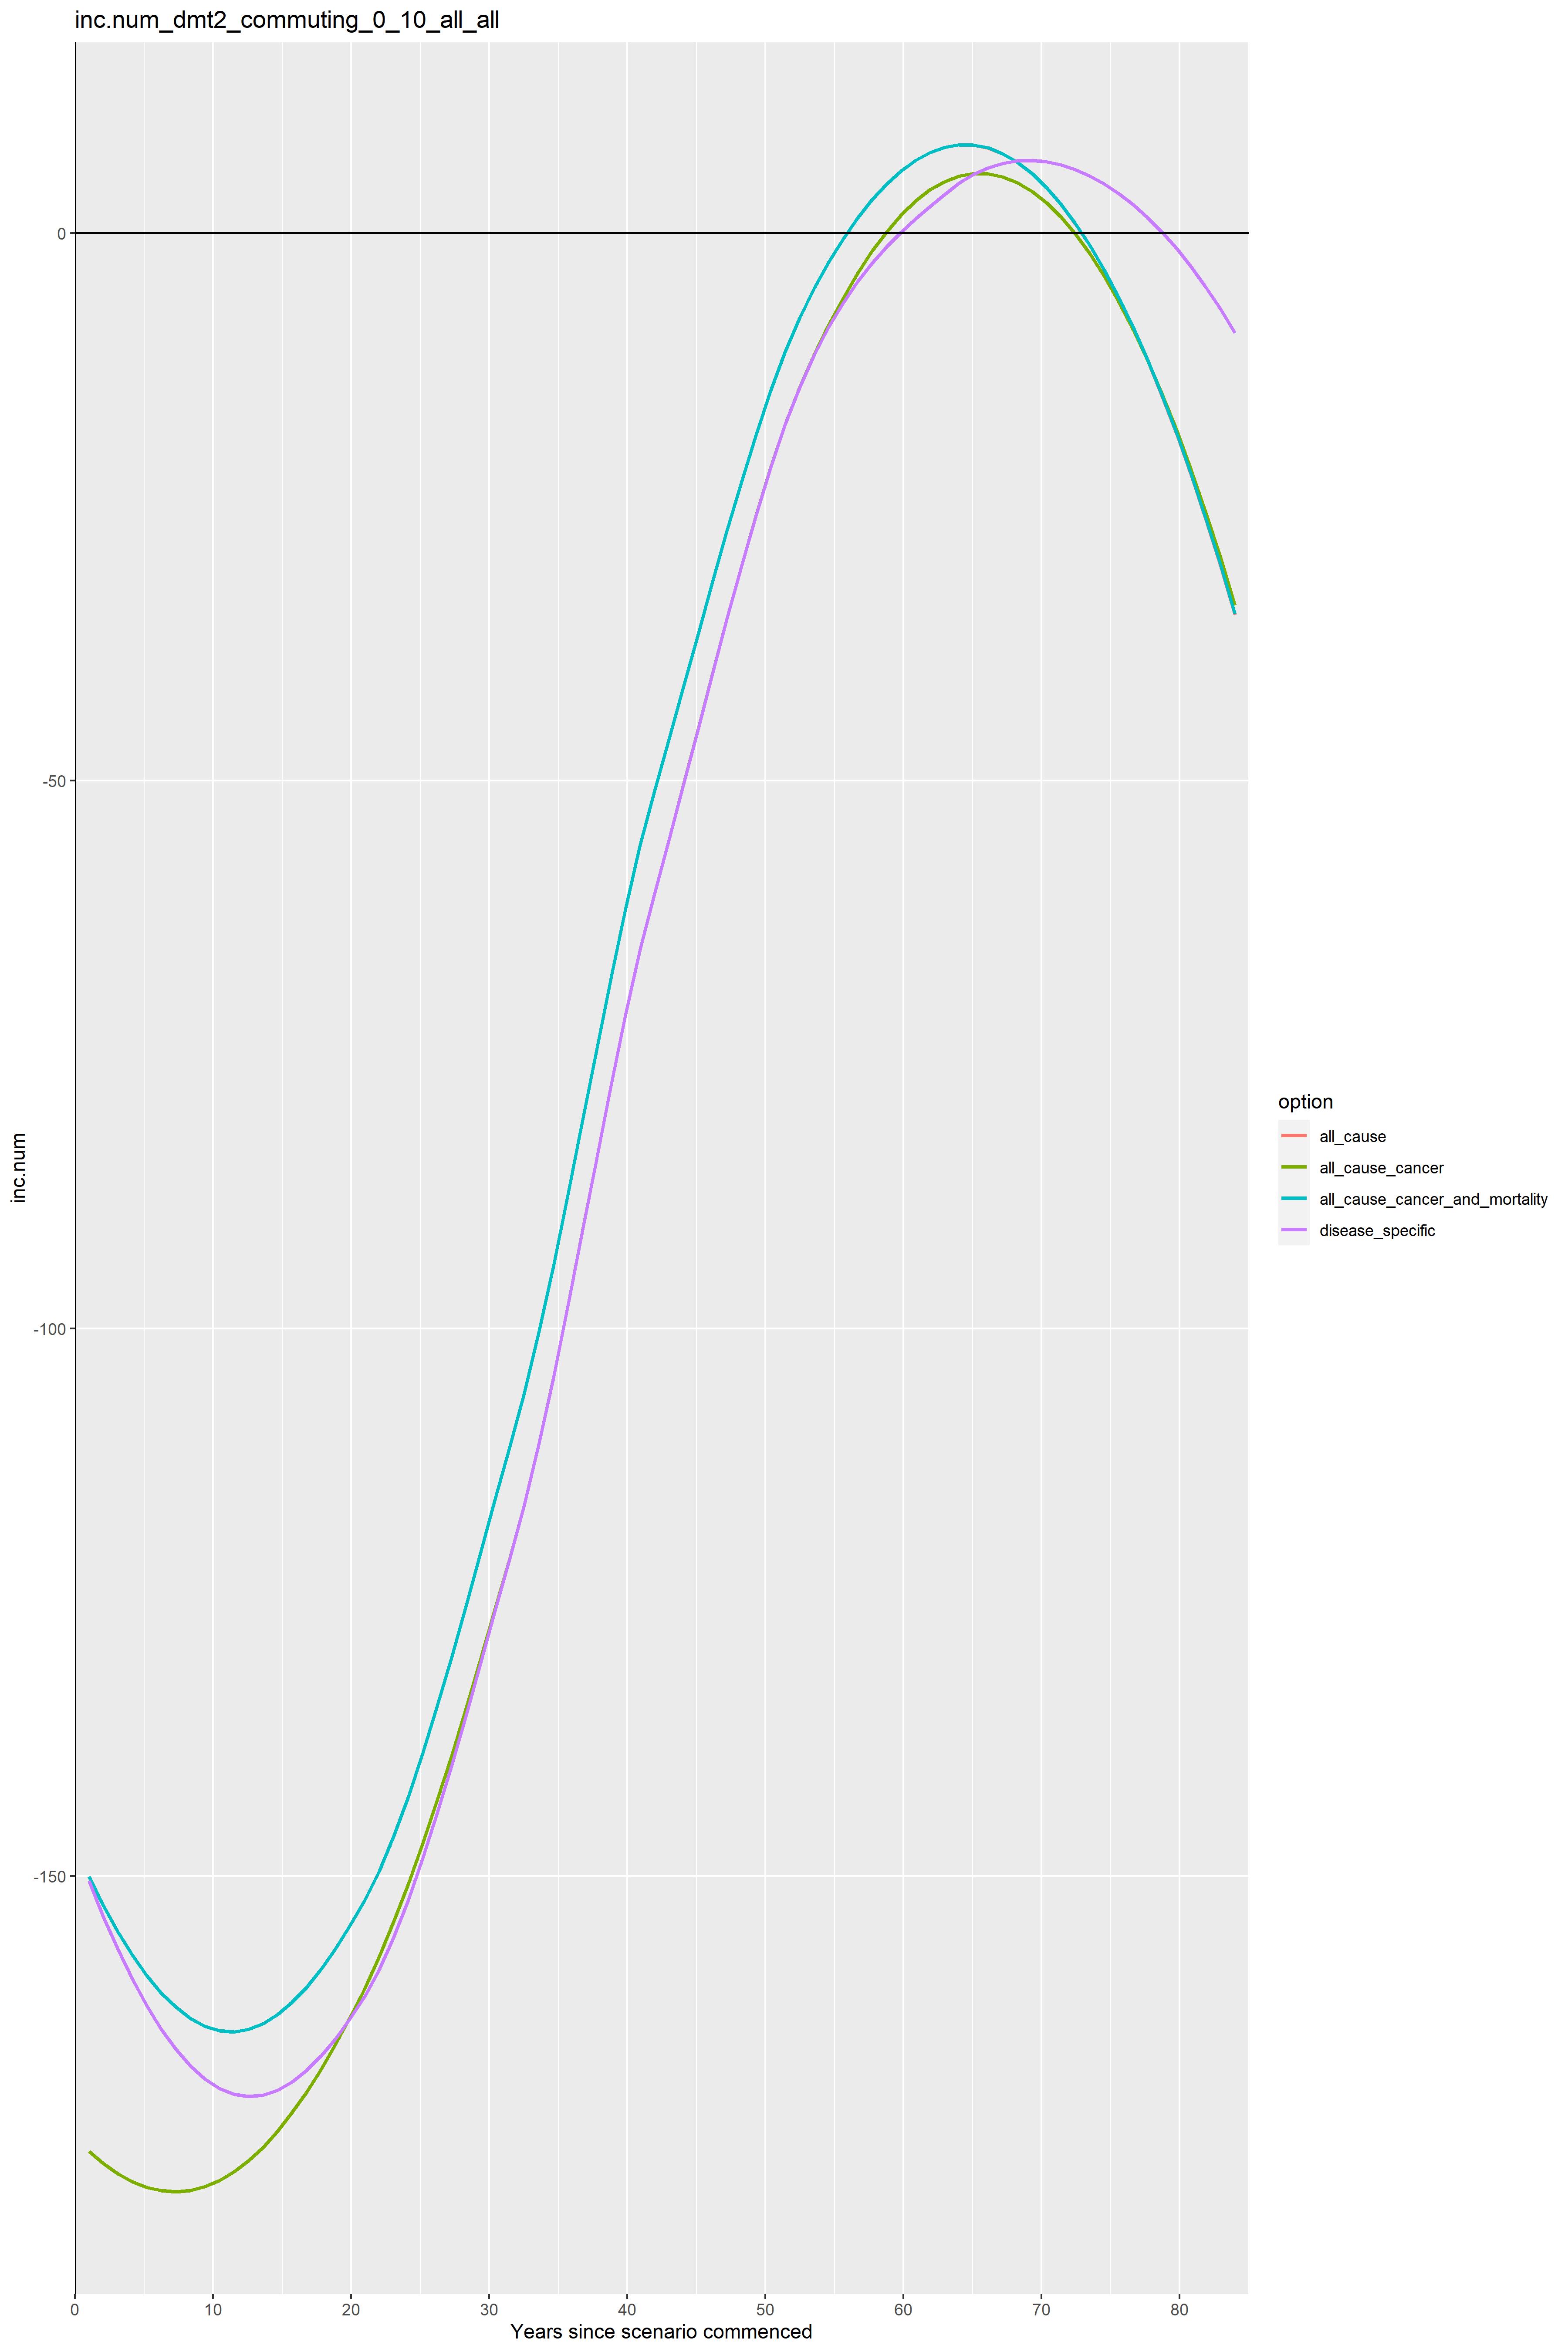 inc.num_dmt2_commuting_0_10_all_all
0
-50
-100
-150
inc.num
0 10 20 30 40 50 60 70 80
Years since scenario commenced
option
all_cause
all_cause_cancer
all_cause_cancer_and_mortality
disease_specific